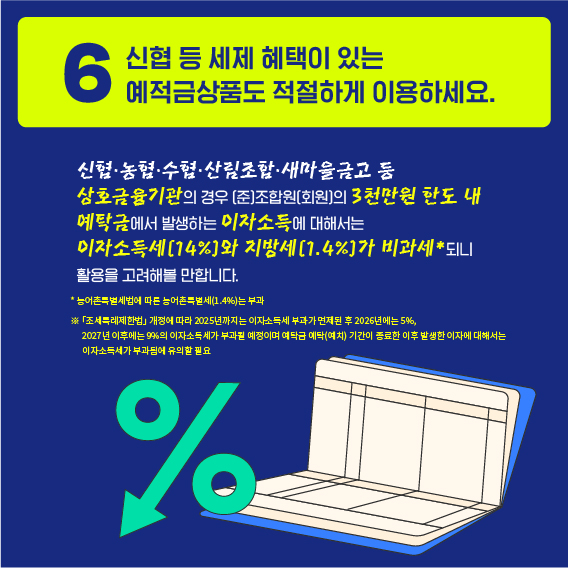 6
신협 등 세제 혜택이 있는
예적금상품도 적절하게 이용하세요.
신협·농협·수협·산림조합·새마을금고 등
상호금융기관의 경우 (준)조합원(회원)의 3천만원 한도 내
예탁금에서 발생하는 이자소득에 대해서는
이자소득세(14%)와 지방세(1.4%)가 비과세*되니
활용을 고려해볼 만합니다.
* 농어촌특별세법에 따른 농어촌특별세(1.4%)는 부과
※ 「조세특례제한법」 개정에 따라 2025년까지는 이자소득세 부과가 면제된 후 2026년에는 5%,
2027년 이후에는 9%의 이자소득세가 부과될 예정이며 예탁금 예탁(예치) 기간이 종료한 이후 발생한 이자에 대해서는
이자소득세가 부과됨에 유의할 필요
%